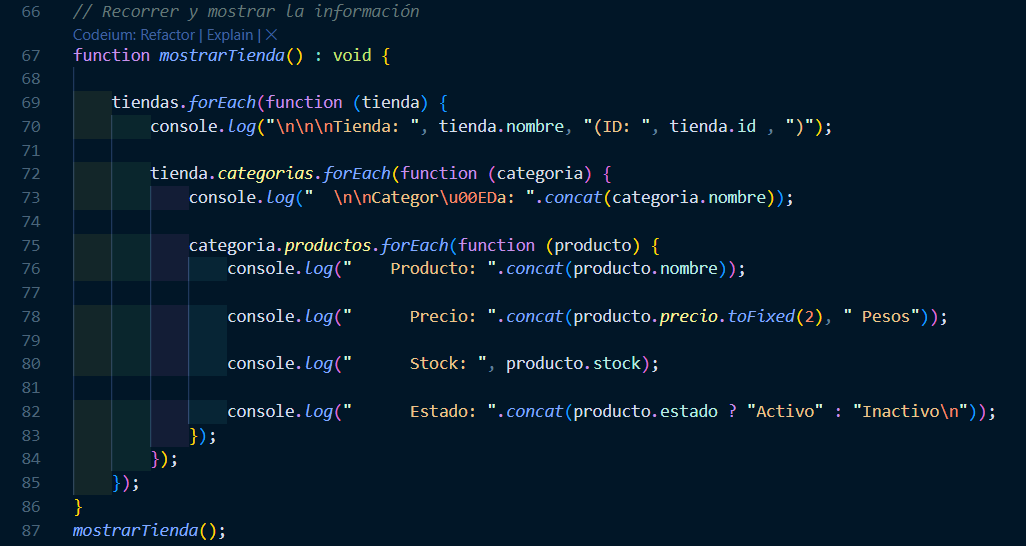 66 // Recorrer y mostrar la información
Codeium: Refactor | Explain | ×
67 function mostrarTienda() : void {
68
69 tiendas.forEach(function (tienda) {
70 console.log("\n\n\nTienda: ", tienda.nombre, "(ID: ", tienda.id , ")");
71
72 tienda.categorias.forEach(function (categoria) {
73 console.log("  \n\nCategor\u00EDa: ".concat(categoria.nombre));
74
75 categoria.productos.forEach(function (producto) {
76 console.log("    Producto: ".concat(producto.nombre));
77
78 console.log("      Precio: ".concat(producto.precio.toFixed(2), " Pesos"));
79
80 console.log("      Stock: ", producto.stock);
81
82 console.log("      Estado: ".concat(producto.estado ? "Activo" : "Inactivo\n"));
83 });
84 });
85 });
86 }
87 mostrarTienda();